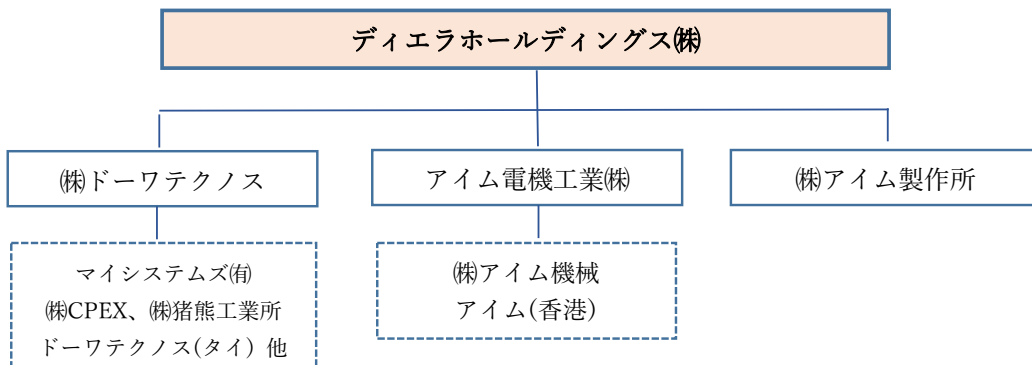 ディエラホールディングス㈱
㈱ドーワテクノス
アイム電機工業㈱
㈱アイム製作所
マイシステムズ㈲
㈱CPEX、㈱猪熊工業所
ドーワテクノス(タイ) 他
㈱アイム機械
アイム(香港)